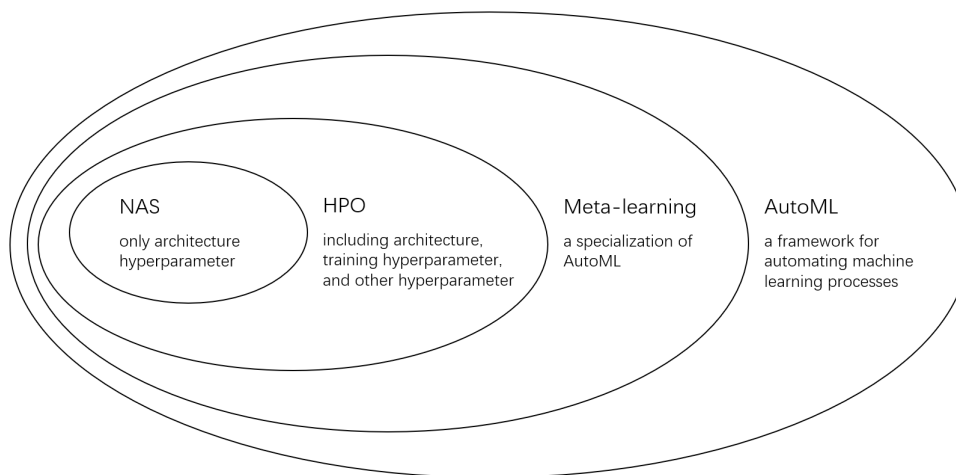 NAS
only architecture
hyperparameter
HPO
including architecture,
training hyperparameter,
and other hyperparameter
Meta-learning
a specialization of
AutoML
AutoML
a framework for
automating machine
learning processes